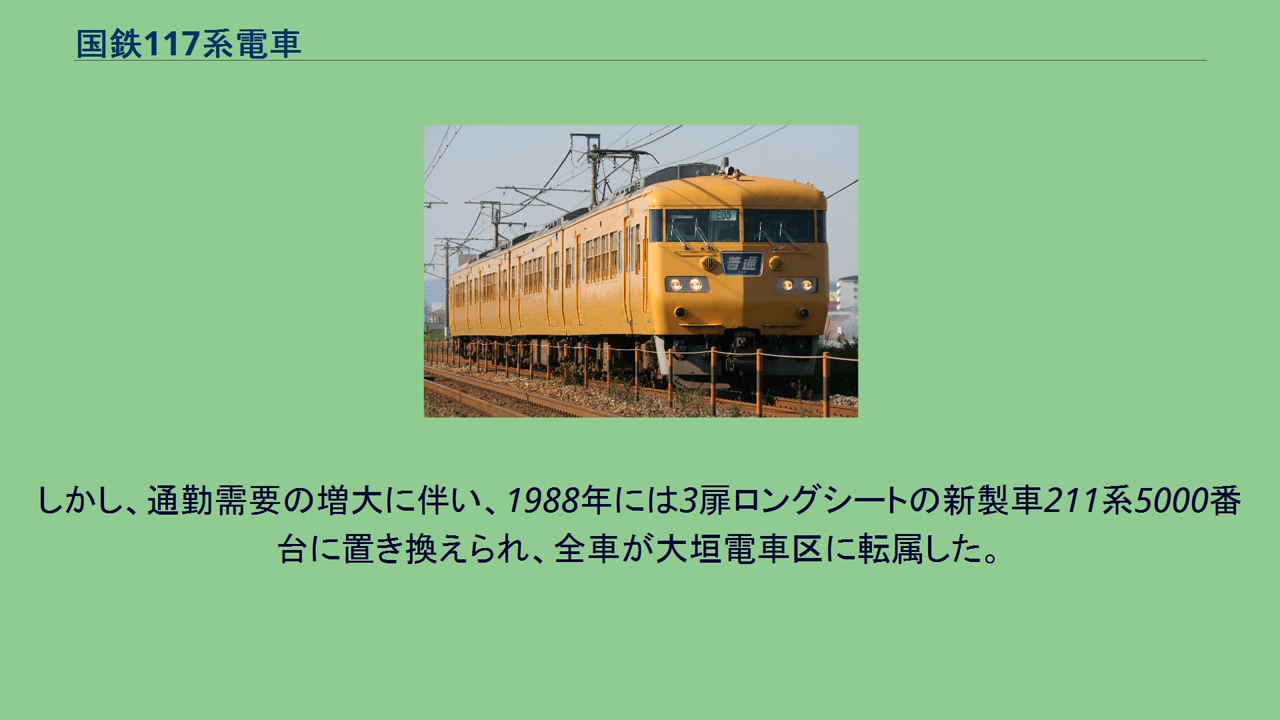 国鉄117系電車
E05
普通
しかし、通勤需要の増大に伴い、1988年には3扉ロングシートの新製車211系5000番
台に置き換えられ、全車が大垣電車区に転属した。